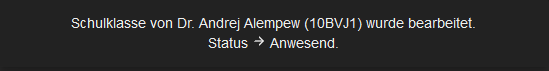 Schulklasse von Dr. Andrej Alempew (10BVJ1) wurde bearbeitet.
Status → Anwesend.